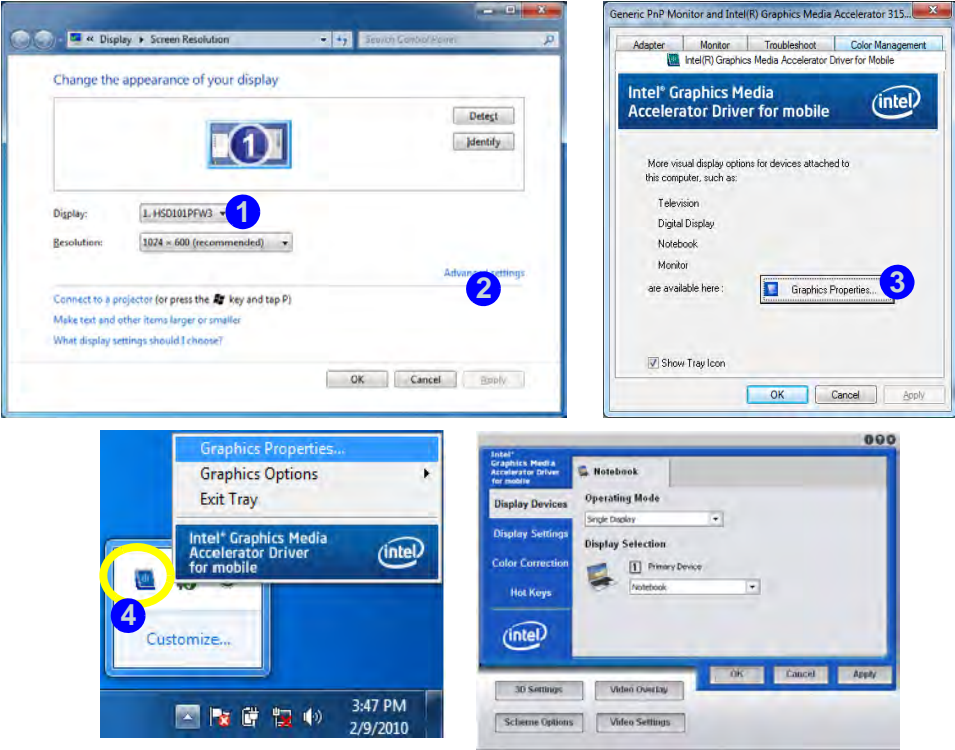 « Display ▸ Screen Resolution
Search Control Panel
Change the appearance of your display
1
Detect
Identify
Display:
1. HSD101PFW3
1
Resolution:
1024 × 600 (recommended)
Advanced settings
2
Connect to a projector (or press the key and tap P)
Make text and other items larger or smaller
What display settings should I choose?
OK
Cancel
Apply
Generic PnP Monitor and Intel(R) Graphics Media Accelerator 315...
Adapter
Monitor
Troubleshoot
Color Management
Intel(R) Graphics Media Accelerator Driver for Mobile
Intel® Graphics Media
Accelerator Driver for mobile
intel
More visual display options for devices attached to
this computer, such as:
Television
Digital Display
Notebook
Monitor
are available here :
Graphics Properties...
3
Show Tray Icon
OK
Cancel
Apply
Graphics Properties...
Graphics Options
Exit Tray
Intel® Graphics Media
Accelerator Driver
for mobile
intel
4
Customize...
3:47 PM
2/9/2010
Intel®
Graphics Media
Accelerator Driver
for mobile
Display Devices
Display Settings
Color Correction
Hot Keys
intel
Notebook
Operating Mode
Single Display
Display Selection
1 Primary Device
Notebook
OK
Cancel
Apply
3D Settings
Video Overlay
Scheme Options
Video Settings